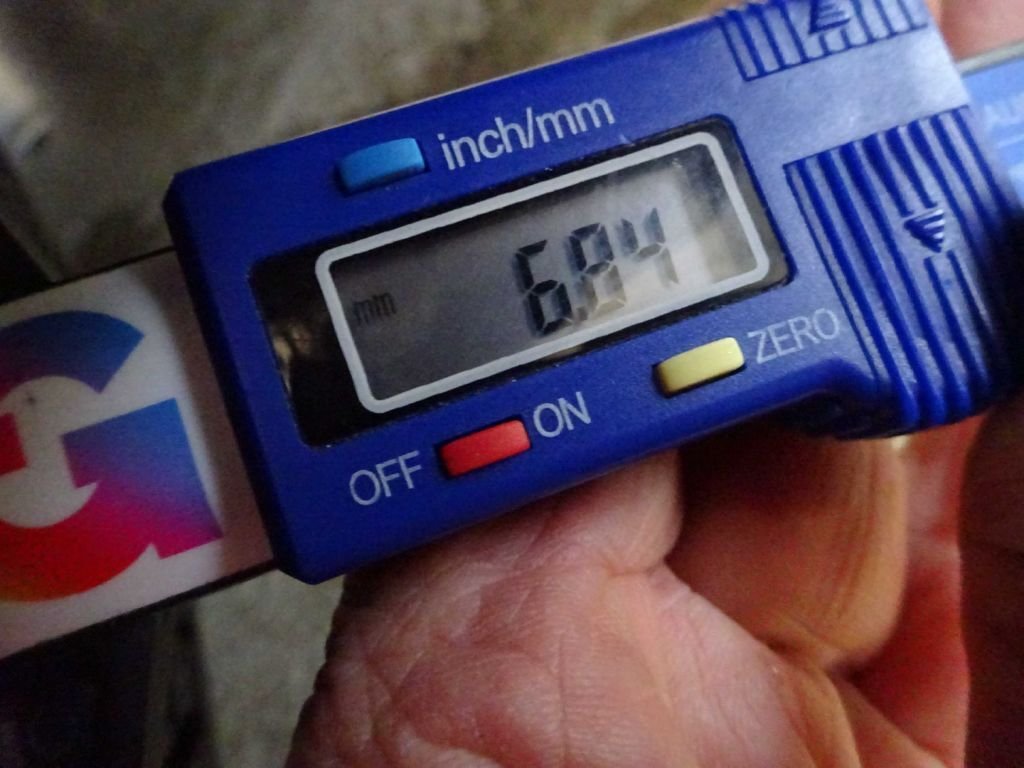 inch/mm
mm 6.84
ZERO
OFF ON
G